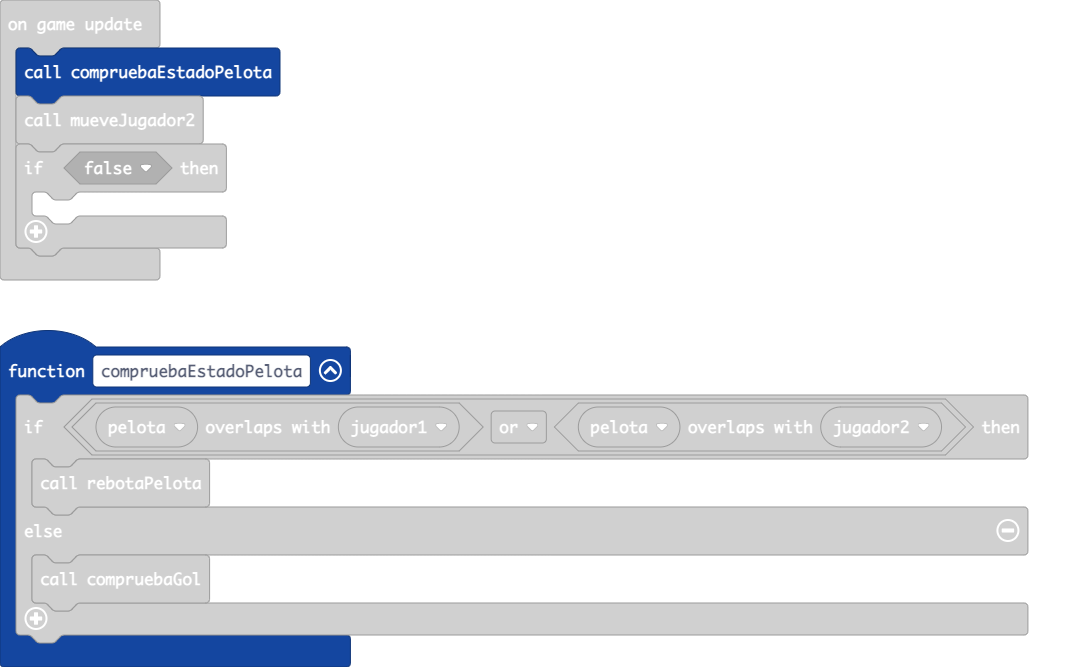 on game update
call compruebaEstadoPelota
call mueveJugador2
if false then
function compruebaEstadoPelota
if pelota overlaps with jugador1 or pelota overlaps with jugador2 then
call rebotaPelota
else
call compruebaGol